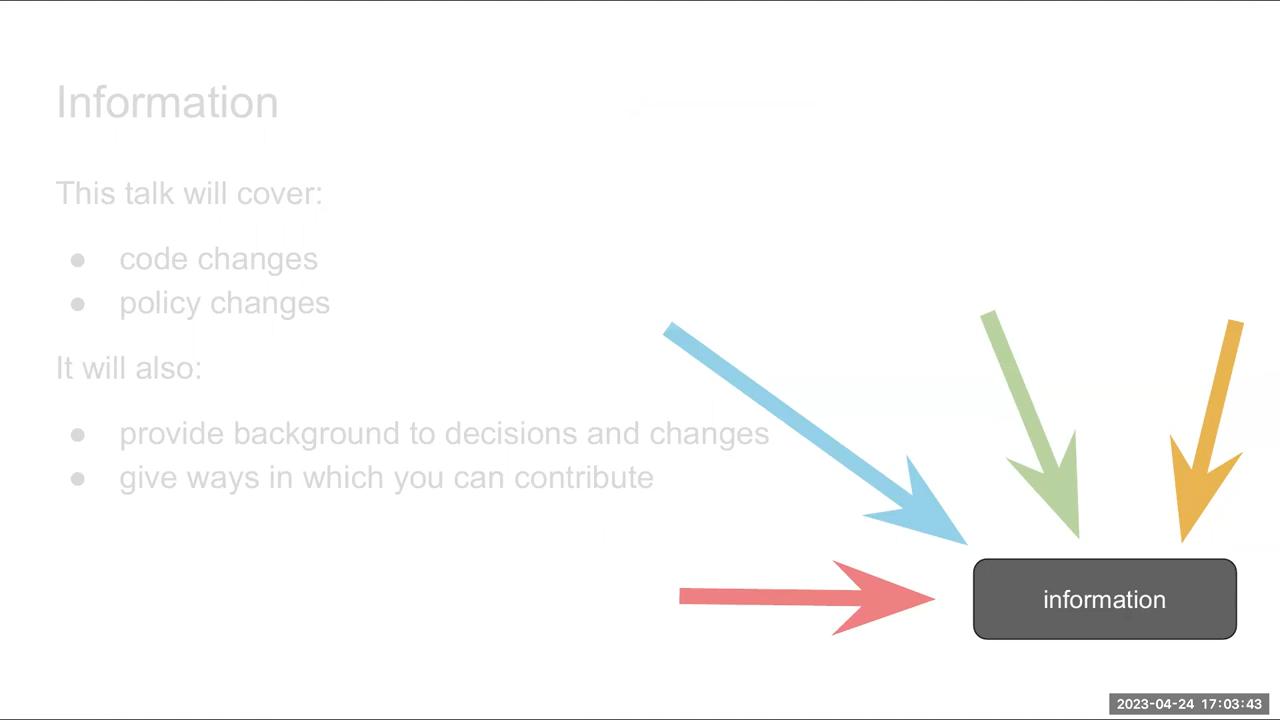 Information
This talk will cover:
● code changes
● policy changes
It will also:
● provide background to decisions and changes
● give ways in which you can contribute
information
2023-04-24 17:03:43